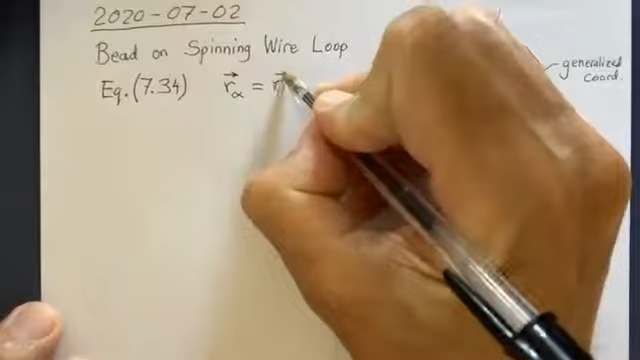 2020-07-02
Bead on Spinning Wire Loop
generalized
coord.
Eq. (7.34) r⃗α = r⃗